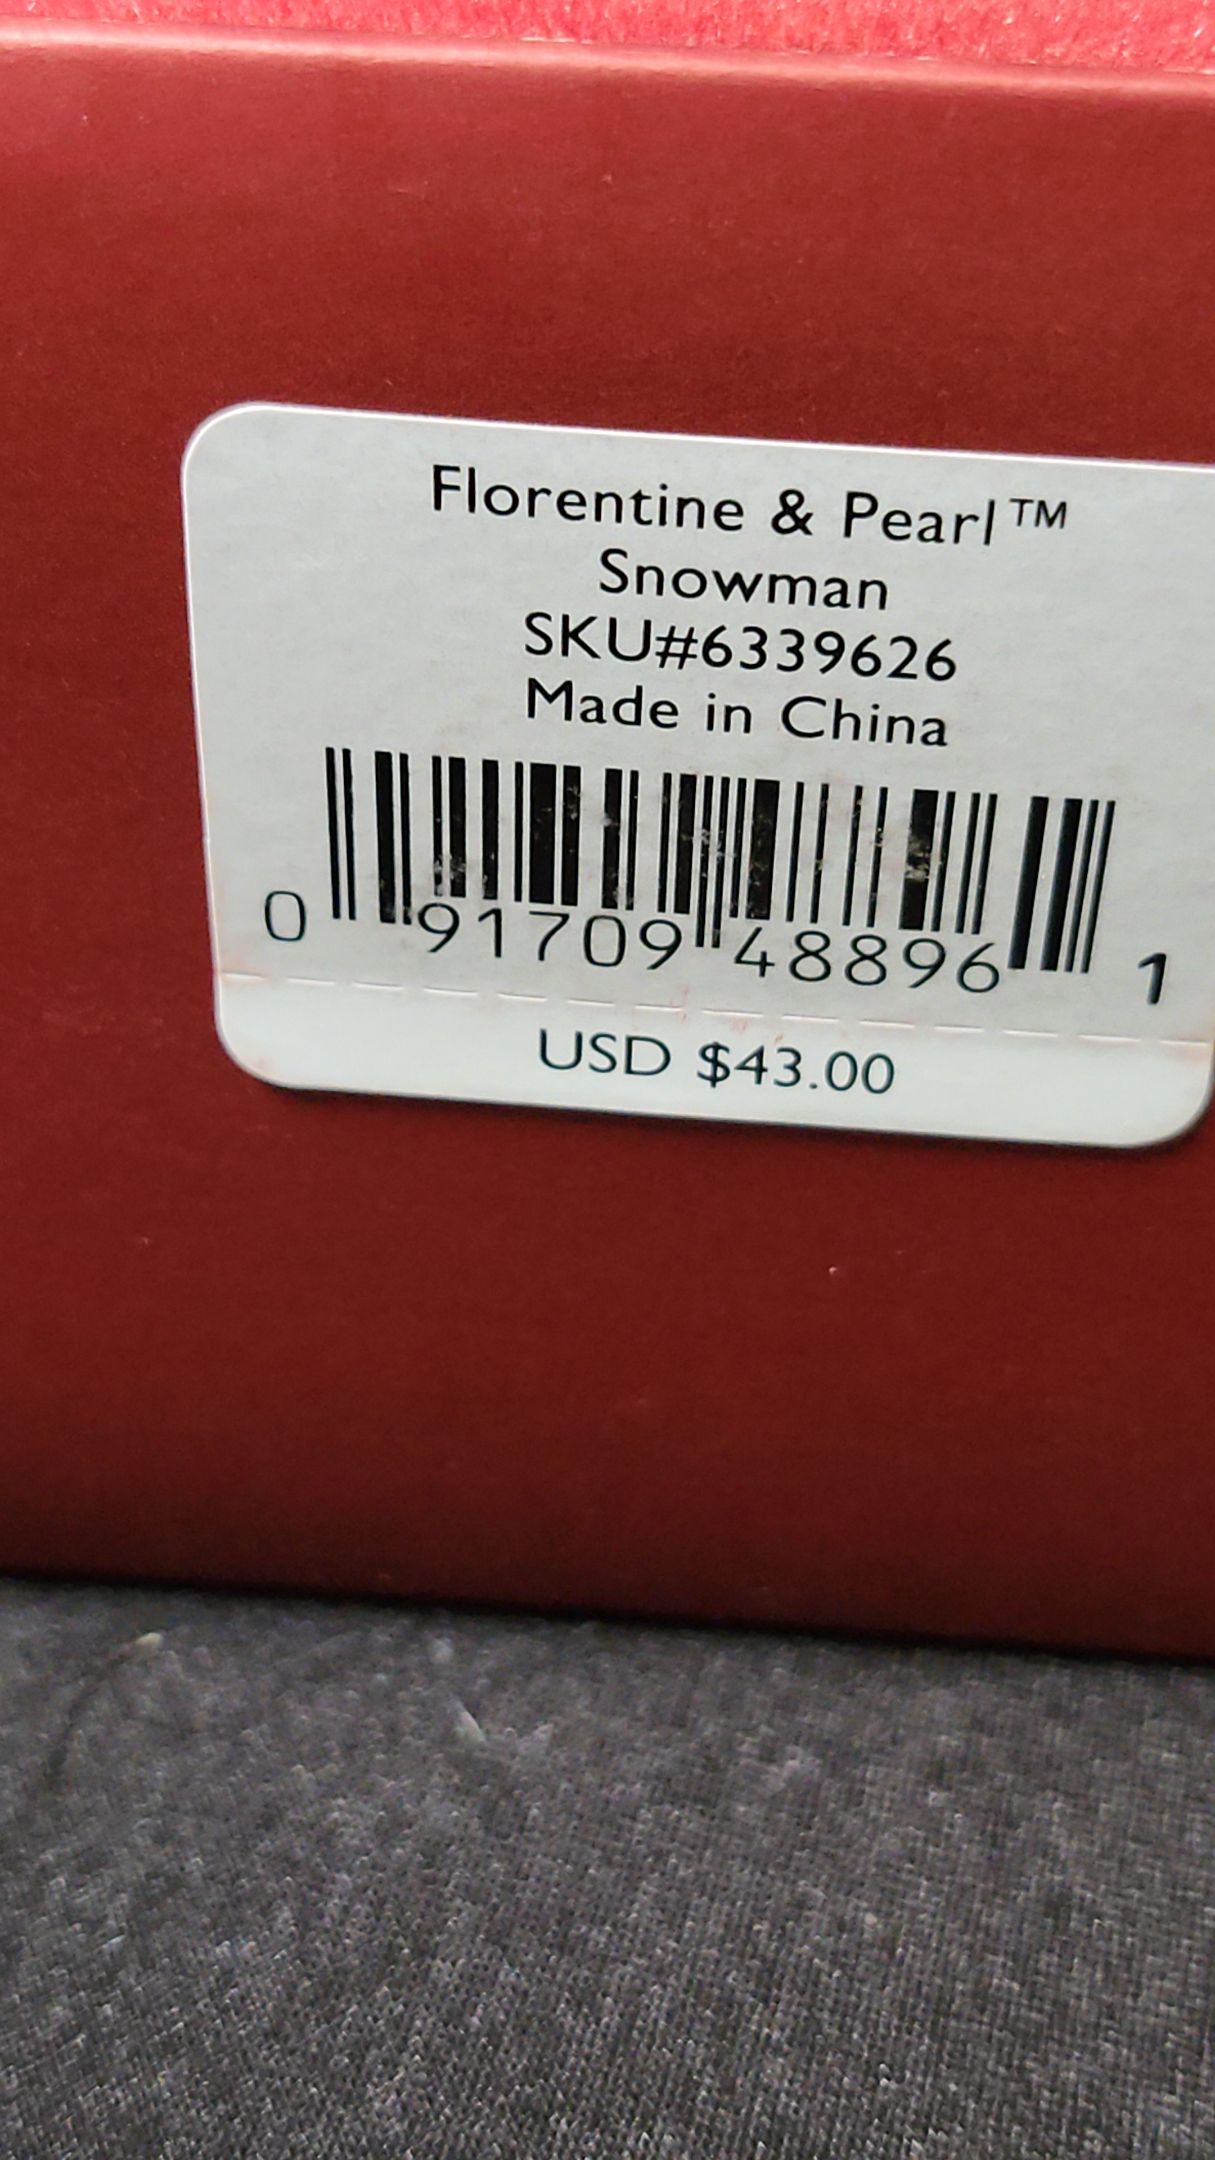 Florentine & Pearl™
Snowman
SKU#6339626
Made in China
0 91709 48896 1
USD $43.00